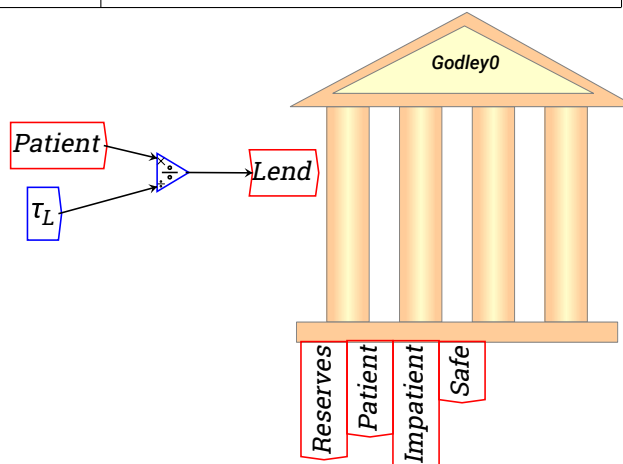 Godley0
Patient
×
÷
÷
Lend
τL
Reserves
Patient
Impatient
Safe